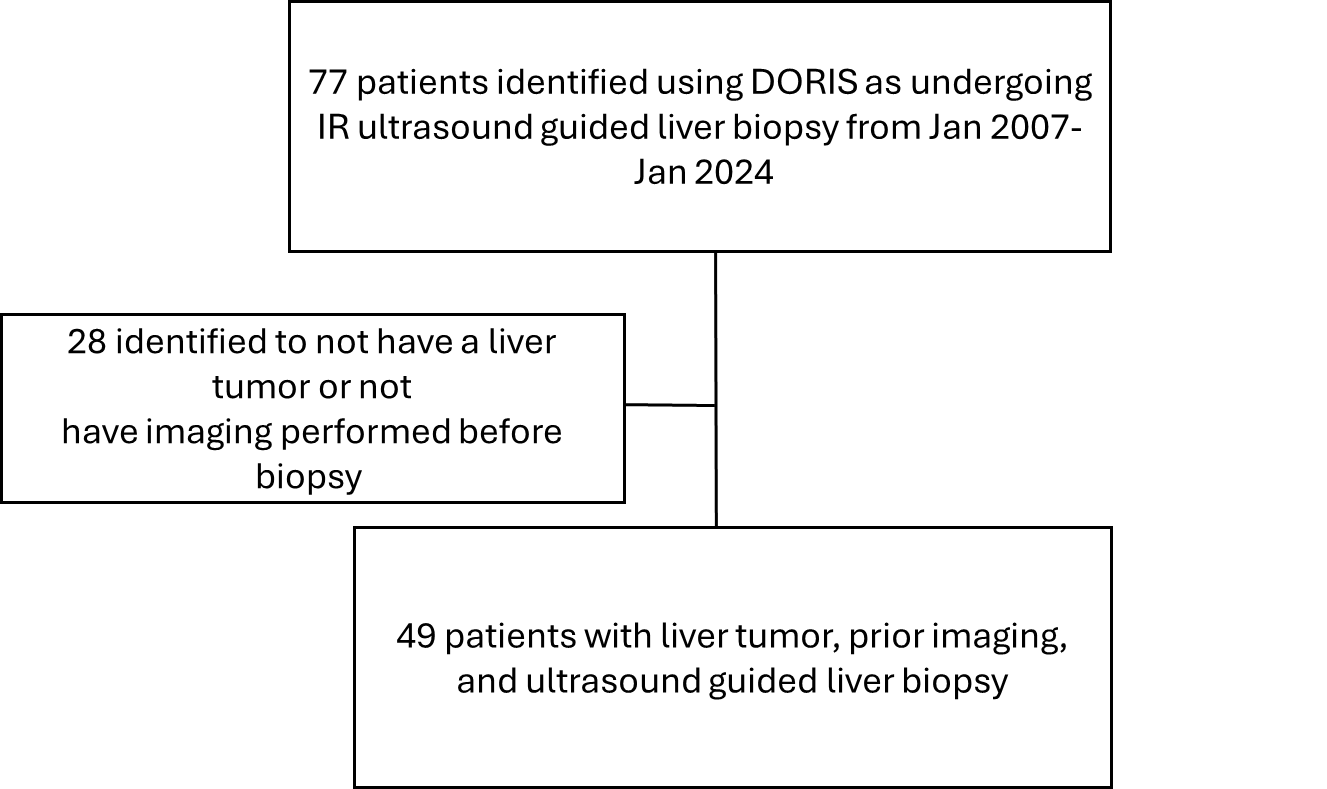 77 patients identified using DORIS as undergoing
IR ultrasound guided liver biopsy from Jan 2007-
Jan 2024
28 identified to not have a liver
tumor or not
have imaging performed before
biopsy
49 patients with liver tumor, prior imaging,
and ultrasound guided liver biopsy